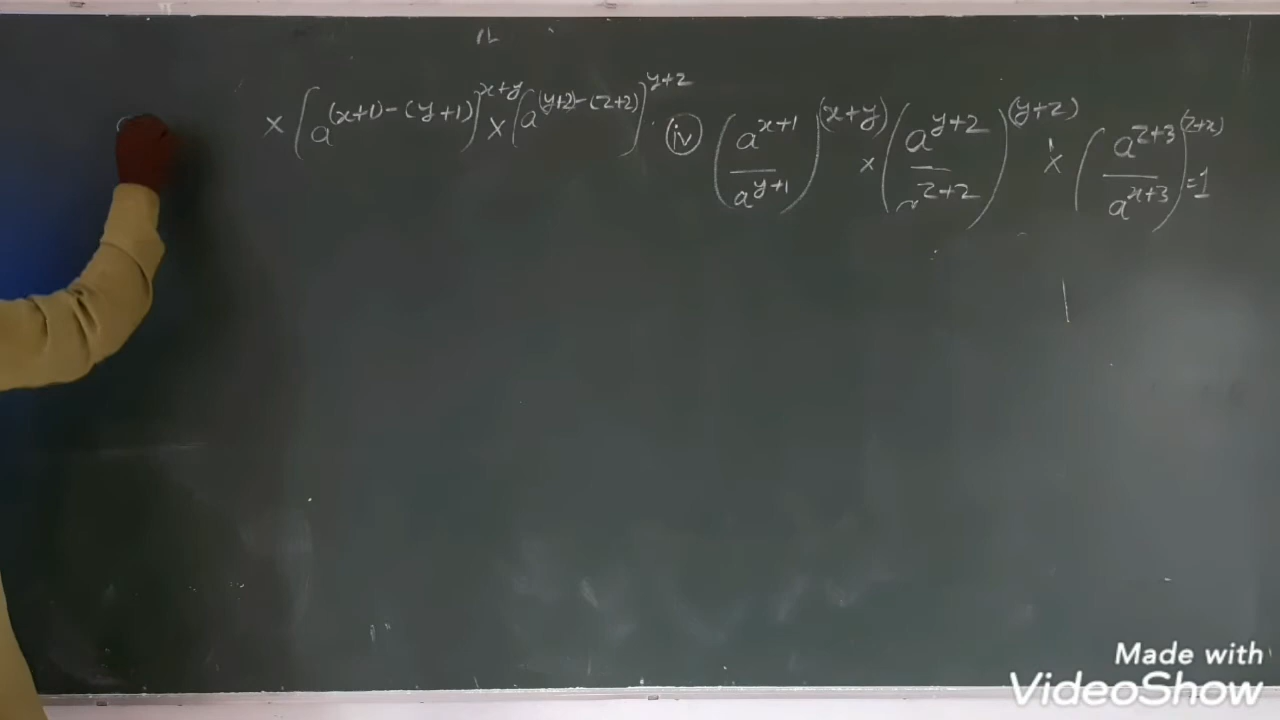 × (a^(x+1)-(y+1))^x+y × (a^(y+2)-(z+2))^y+z
(iv) (a^x+1 / a^y+1)^(x+y) × (a^y+2 / a^z+2)^(y+z) × (a^z+3 / a^x+3)^(z+x) = 1
Made with
VideoShow